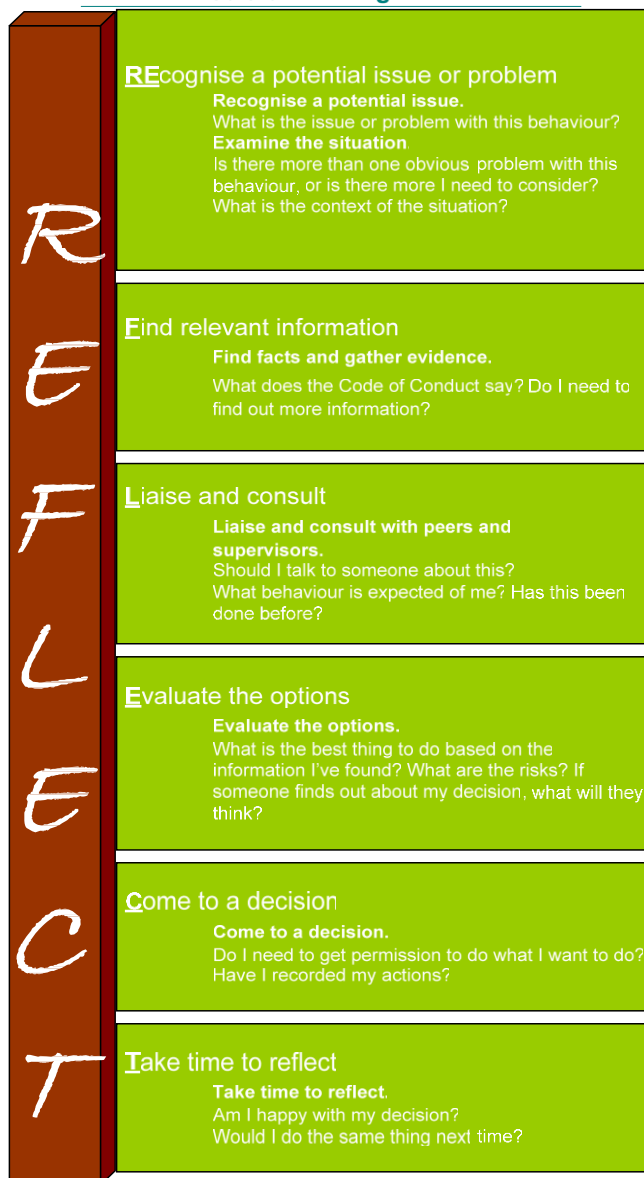 R
E
F
L
E
C
T
REcognise a potential issue or problem
Recognise a potential issue.
What is the issue or problem with this behaviour?
Examine the situation.
Is there more than one obvious problem with this
behaviour, or is there more I need to consider?
What is the context of the situation?
Find relevant information
Find facts and gather evidence.
What does the Code of Conduct say? Do I need to
find out more information?
Liaise and consult
Liaise and consult with peers and
supervisors.
Should I talk to someone about this?
What behaviour is expected of me? Has this been
done before?
Evaluate the options
Evaluate the options.
What is the best thing to do based on the
information I've found? What are the risks? If
someone finds out about my decision, what will they
think?
Come to a decision
Come to a decision.
Do I need to get permission to do what I want to do?
Have I recorded my actions?
Take time to reflect
Take time to reflect.
Am I happy with my decision?
Would I do the same thing next time?